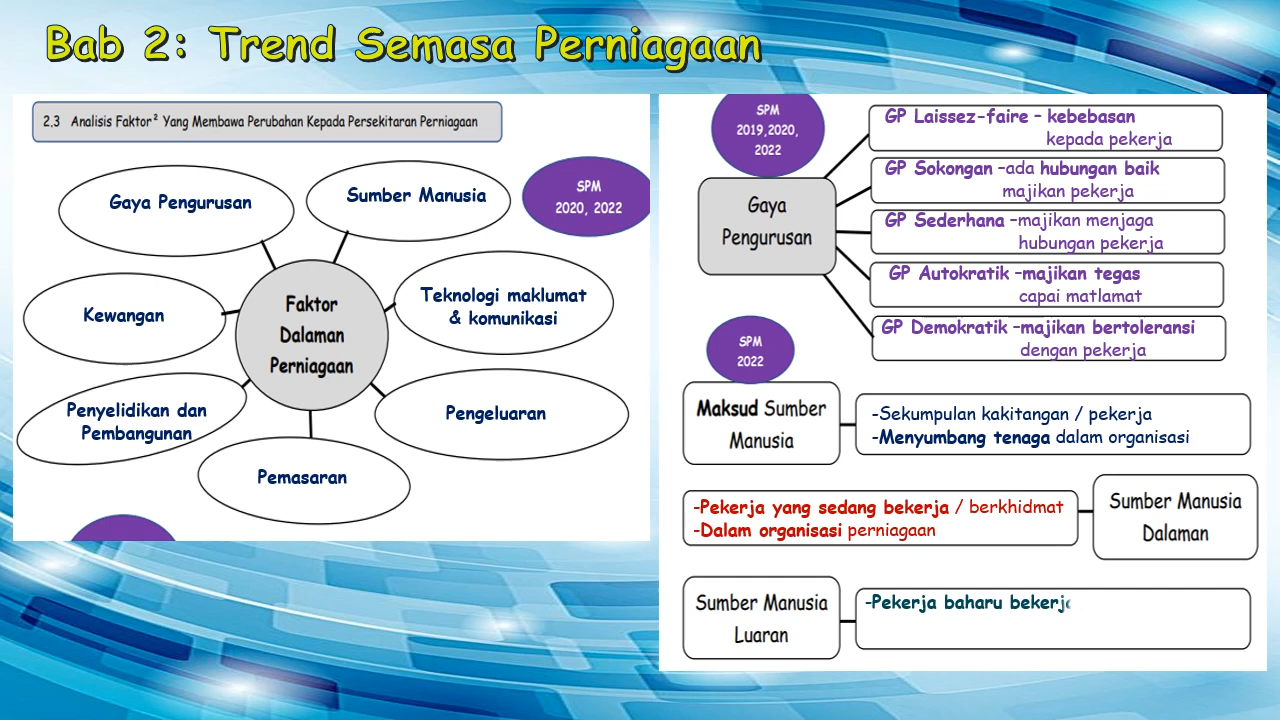 Bab 2: Trend Semasa Perniagaan
2.3 Analisis Faktor² Yang Membawa Perubahan Kepada Persekitaran Perniagaan
Gaya Pengurusan
Sumber Manusia
SPM
2020, 2022
Kewangan
Faktor
Dalaman
Perniagaan
Teknologi maklumat
& komunikasi
Penyelidikan dan
Pembangunan
Pengeluaran
Pemasaran
SPM
2019,2020,
2022
Gaya
Pengurusan
GP Laissez-faire – kebebasan
kepada pekerja
GP Sokongan –ada hubungan baik
majikan pekerja
GP Sederhana –majikan menjaga
hubungan pekerja
GP Autokratik –majikan tegas
capai matlamat
GP Demokratik –majikan bertoleransi
dengan pekerja
SPM
2022
Maksud Sumber
Manusia
-Sekumpulan kakitangan / pekerja
-Menyumbang tenaga dalam organisasi
-Pekerja yang sedang bekerja / berkhidmat
-Dalam organisasi perniagaan
Sumber Manusia
Dalaman
Sumber Manusia
Luaran
-Pekerja baharu bekerja